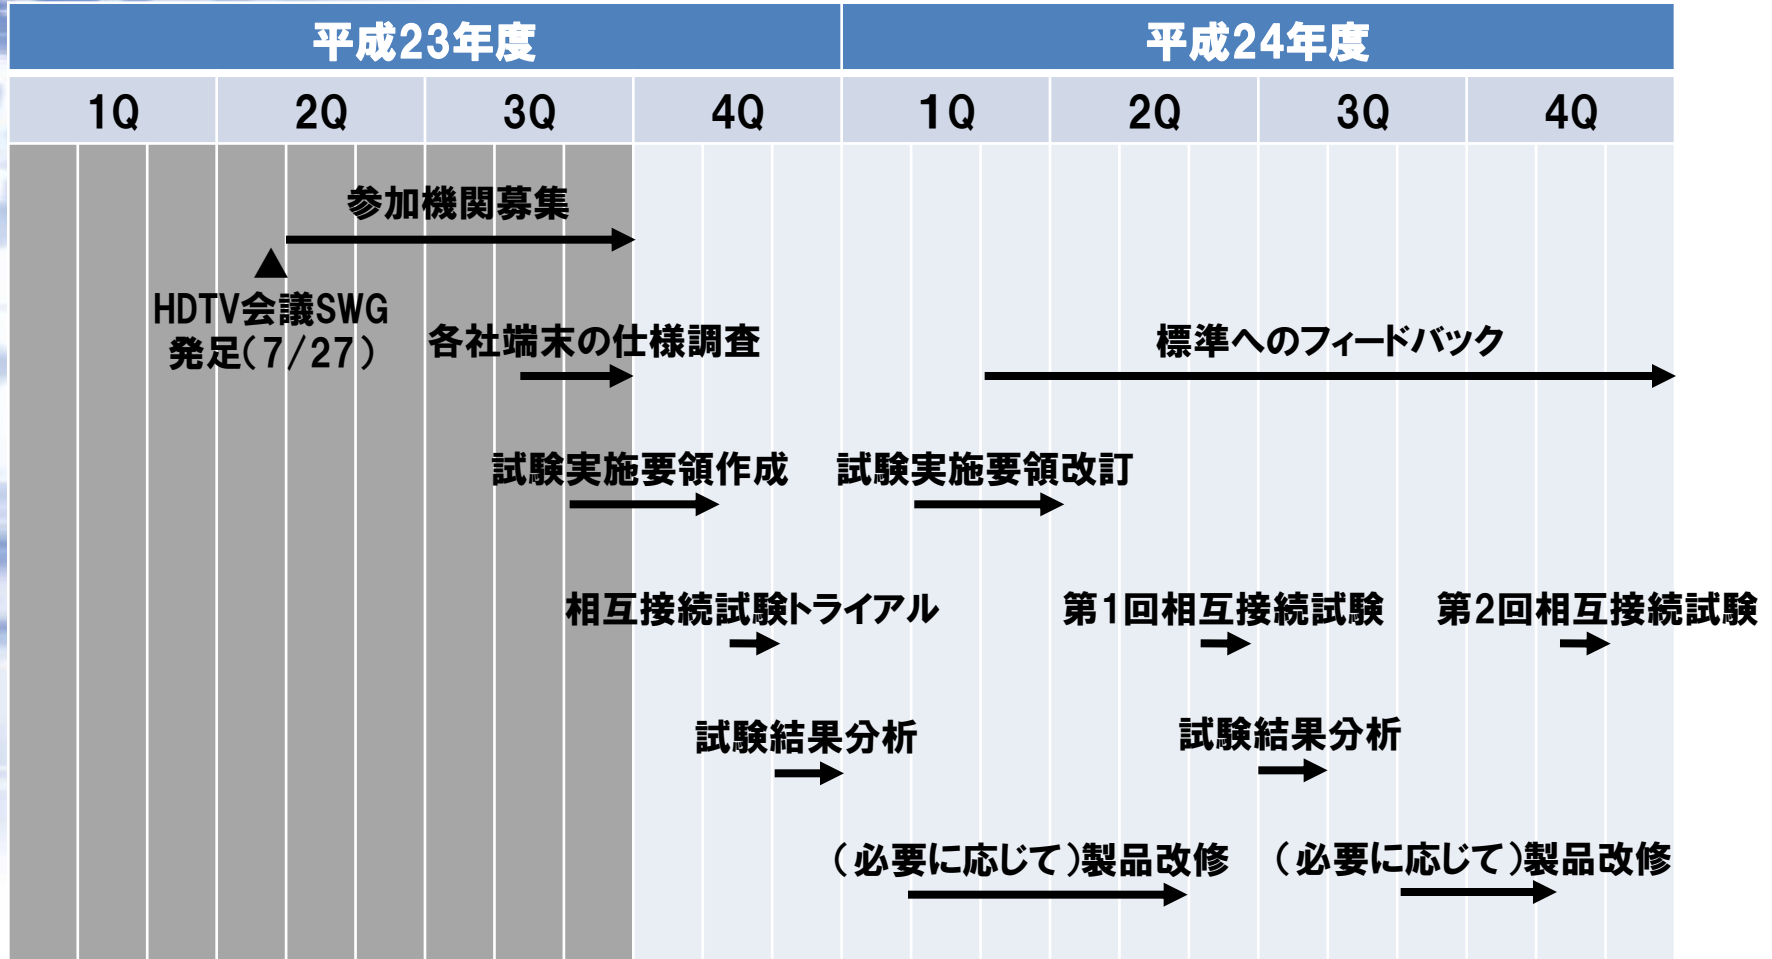 平成23年度
平成24年度
1Q
2Q
3Q
4Q
1Q
2Q
3Q
4Q
参加機関募集
▲
HDTV会議SWG
発足(7/27)
各社端末の仕様調査
標準へのフィードバック
試験実施要領作成
試験実施要領改訂
相互接続試験トライアル
第1回相互接続試験
第2回相互接続試験
試験結果分析
試験結果分析
(必要に応じて)製品改修
(必要に応じて)製品改修